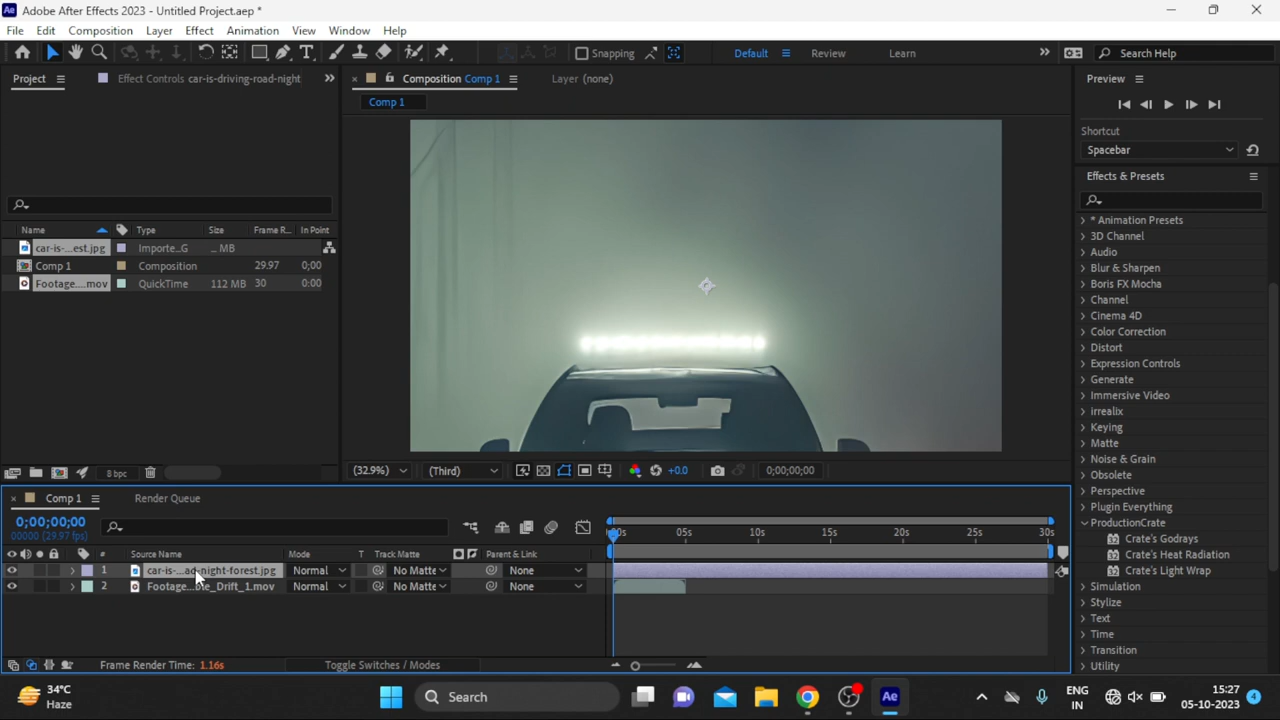 Adobe After Effects 2023 - Untitled Project.aep *
File Edit Composition Layer Effect Animation View Window Help
Snapping Default Review Learn Search Help
Project Effect Controls car-is-driving-road-night Composition Comp 1 Layer (none) Preview
Comp 1
Shortcut
Spacebar
Effects & Presets
Name Type Size Frame R... In Point
car-is-...est.jpg Importe...G ... MB
Comp 1 Composition 29.97 0;00
Footage....mov QuickTime 112 MB 30 0:00
* Animation Presets
3D Channel
Audio
Blur & Sharpen
Boris FX Mocha
Channel
Cinema 4D
Color Correction
Distort
Expression Controls
Generate
Immersive Video
irrealix
Keying
Matte
Noise & Grain
Obsolete
Perspective
Plugin Everything
ProductionCrate
Crate's Godrays
Crate's Heat Radiation
Crate's Light Wrap
Simulation
Stylize
Text
Time
Transition
Utility
8 bpc (32.9%) (Third) +0.0 0;00;00;00
Comp 1 Render Queue
0;00;00;00
00000 (29.97 fps)
:00s 05s 10s 15s 20s 25s 30s
# Source Name Mode T Track Matte Parent & Link
1 car-is-...ad-night-forest.jpg Normal No Matte None
2 Footage...ble_Drift_1.mov Normal No Matte None
Frame Render Time: 1.16s Toggle Switches / Modes
34°C
Haze
Search
ENG
IN
15:27
05-10-2023
4